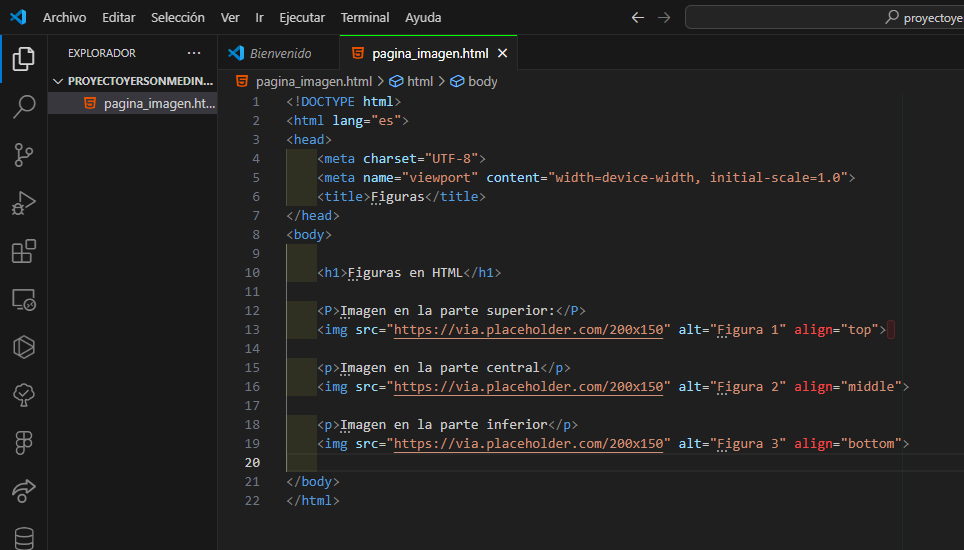 Archivo Editar Selección Ver Ir Ejecutar Terminal Ayuda
proyectoye
EXPLORADOR ···
PROYECTOYERSONMEDIN...
pagina_imagen.ht...
Bienvenido
pagina_imagen.html
pagina_imagen.html > html > body
1 <!DOCTYPE html>
2 <html lang="es">
3 <head>
4 <meta charset="UTF-8">
5 <meta name="viewport" content="width=device-width, initial-scale=1.0">
6 <title>Figuras</title>
7 </head>
8 <body>
9
10 <h1>Figuras en HTML</h1>
11
12 <P>Imagen en la parte superior:</P>
13 <img src="https://via.placeholder.com/200x150" alt="Figura 1" align="top">
14
15 <p>Imagen en la parte central</p>
16 <img src="https://via.placeholder.com/200x150" alt="Figura 2" align="middle">
17
18 <p>Imagen en la parte inferior</p>
19 <img src="https://via.placeholder.com/200x150" alt="Figura 3" align="bottom">
20
21 </body>
22 </html>